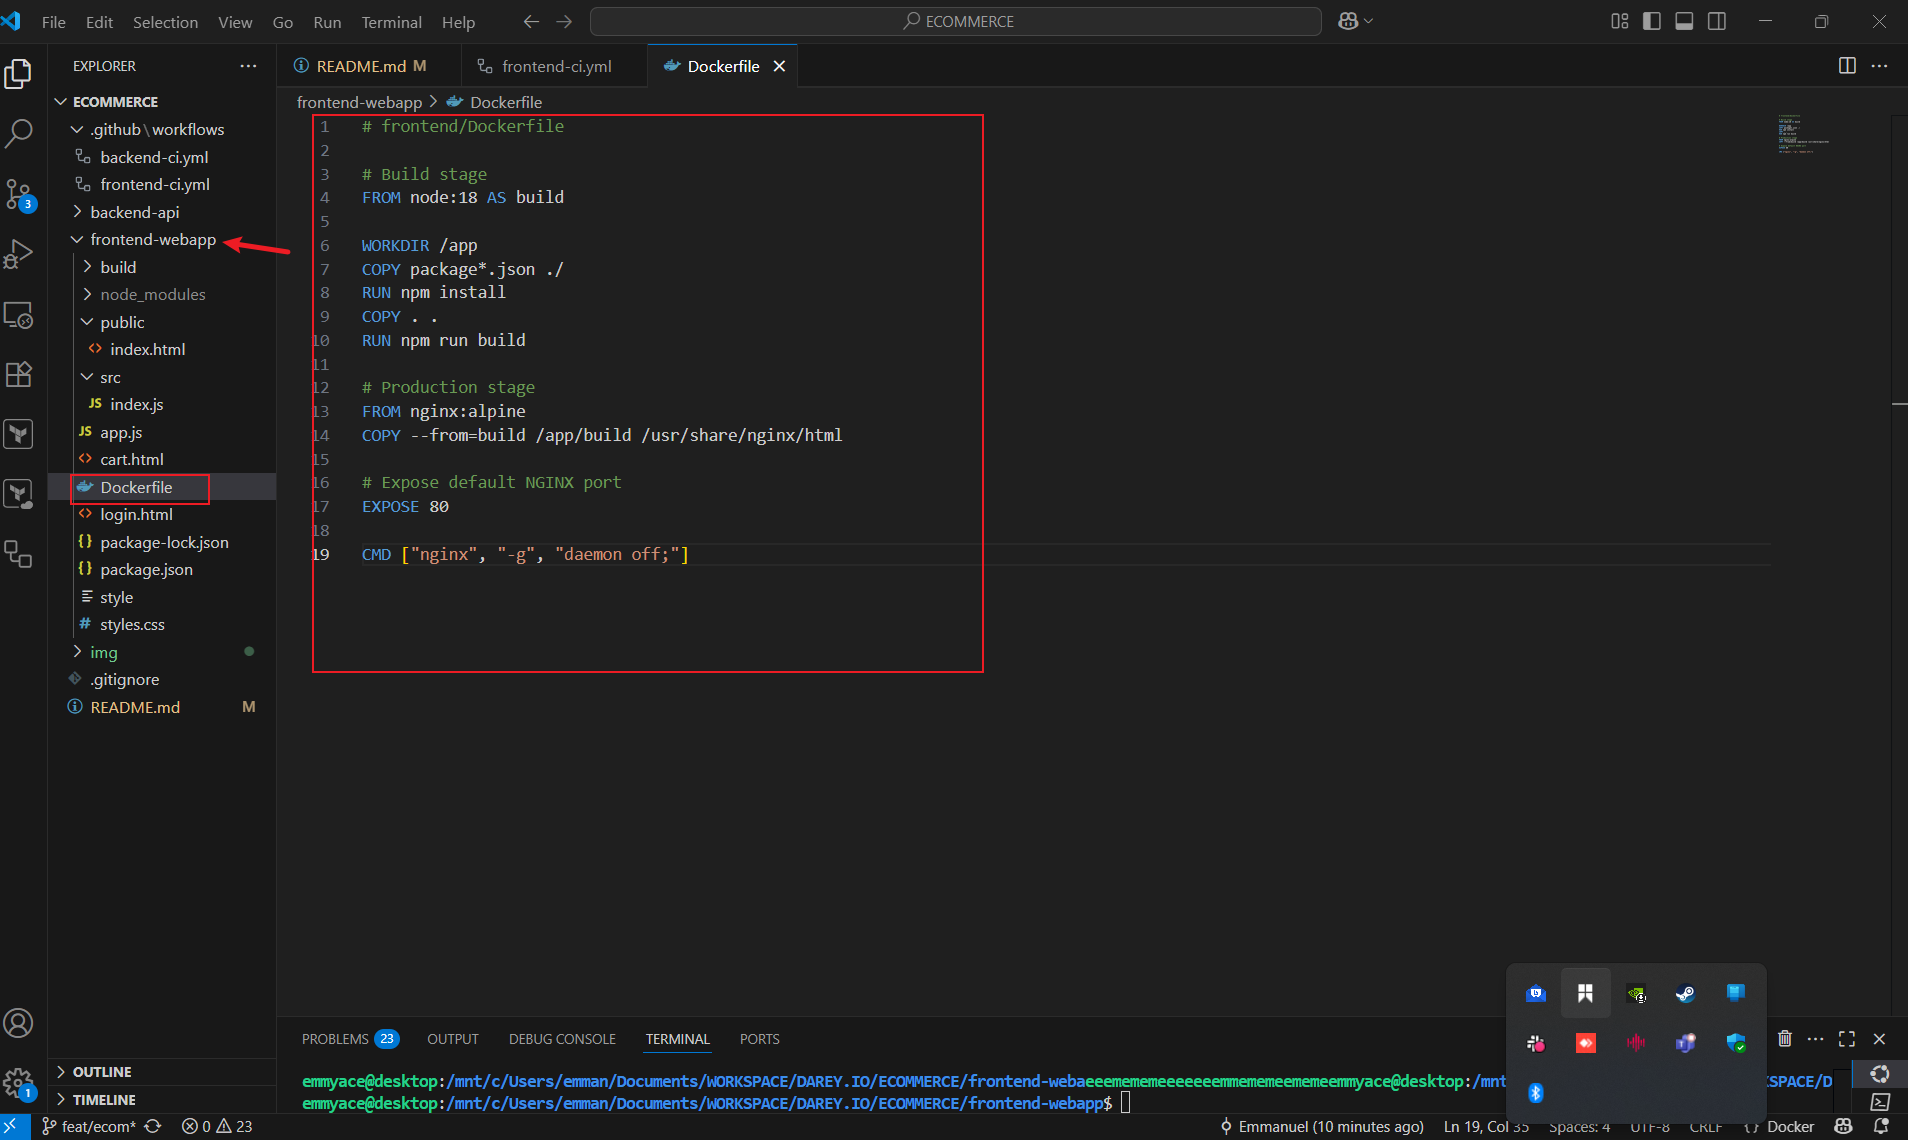 File Edit Selection View Go Run Terminal Help
ECOMMERCE
EXPLORER
ECOMMERCE
.github\workflows
backend-ci.yml
frontend-ci.yml
backend-api
frontend-webapp
build
node_modules
public
index.html
src
JS index.js
JS app.js
cart.html
Dockerfile
login.html
{} package-lock.json
{} package.json
style
# styles.css
img
.gitignore
README.md M
OUTLINE
TIMELINE
3
1
README.md M
frontend-ci.yml
Dockerfile
frontend-webapp > Dockerfile
1 # frontend/Dockerfile
2
3 # Build stage
4 FROM node:18 AS build
5
6 WORKDIR /app
7 COPY package*.json ./
8 RUN npm install
9 COPY . .
10 RUN npm run build
11
12 # Production stage
13 FROM nginx:alpine
14 COPY --from=build /app/build /usr/share/nginx/html
15
16 # Expose default NGINX port
17 EXPOSE 80
18
19 CMD ["nginx", "-g", "daemon off;"]
PROBLEMS 23 OUTPUT DEBUG CONSOLE TERMINAL PORTS
emmyace@desktop:/mnt/c/Users/emman/Documents/WORKSPACE/DAREY.IO/ECOMMERCE/frontend-webaeeemememeeeeeeemmememeememeemmyace@desktop:/mnt KSPACE/D
emmyace@desktop:/mnt/c/Users/emman/Documents/WORKSPACE/DAREY.IO/ECOMMERCE/frontend-webapp$
feat/ecom* 0 23 Emmanuel (10 minutes ago) Ln 19, Col 35 Spaces: 4 UTF-8 CRLF {} Docker